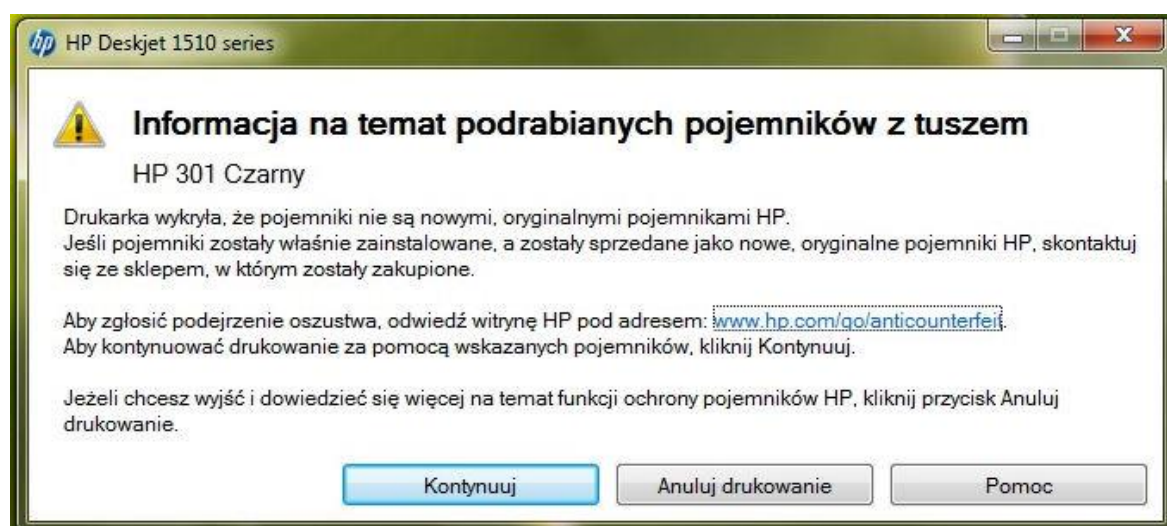 hp HP Deskjet 1510 series
Informacja na temat podrabianych pojemników z tuszem
HP 301 Czarny
Drukarka wykryła, że pojemniki nie są nowymi, oryginalnymi pojemnikami HP.
Jeśli pojemniki zostały właśnie zainstalowane, a zostały sprzedane jako nowe, oryginalne pojemniki HP, skontaktuj
się ze sklepem, w którym zostały zakupione.
Aby zgłosić podejrzenie oszustwa, odwiedź witrynę HP pod adresem: www.hp.com/go/anticounterfeit.
Aby kontynuować drukowanie za pomocą wskazanych pojemników, kliknij Kontynuuj.
Jeżeli chcesz wyjść i dowiedzieć się więcej na temat funkcji ochrony pojemników HP, kliknij przycisk Anuluj
drukowanie.
Kontynuuj Anuluj drukowanie Pomoc